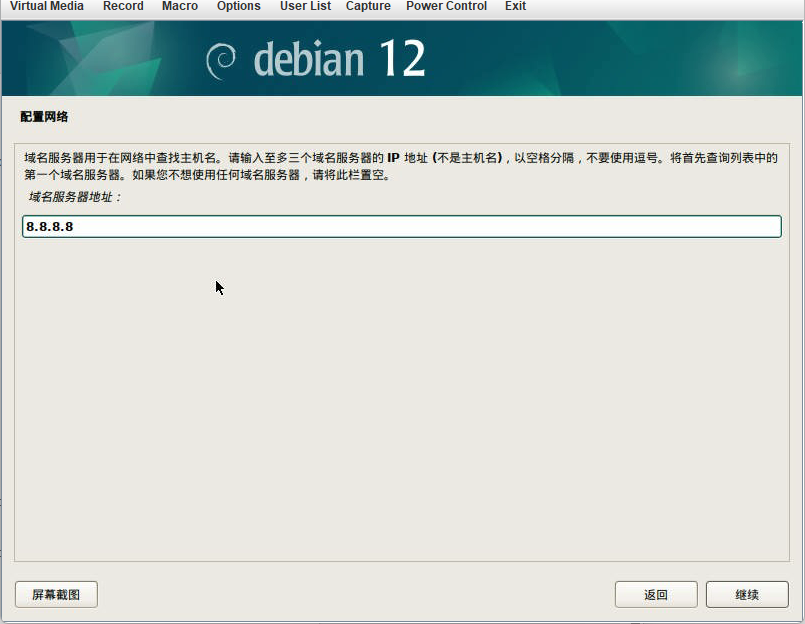 Virtual Media Record Macro Options User List Capture Power Control Exit
debian 12
配置网络
域名服务器用于在网络中查找主机名。请输入至多三个域名服务器的 IP 地址 (不是主机名)，以空格分隔，不要使用逗号。将首先查询列表中的
第一个域名服务器。如果您不想使用任何域名服务器，请将此栏置空。
域名服务器地址：
8.8.8.8
屏幕截图 返回 继续